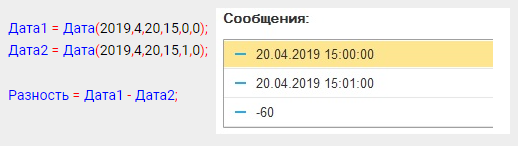 Дата1 = Дата(2019,4,20,15,0,0);
Дата2 = Дата(2019,4,20,15,1,0);
Разность = Дата1 - Дата2;
Сообщения:
20.04.2019 15:00:00
20.04.2019 15:01:00
-60